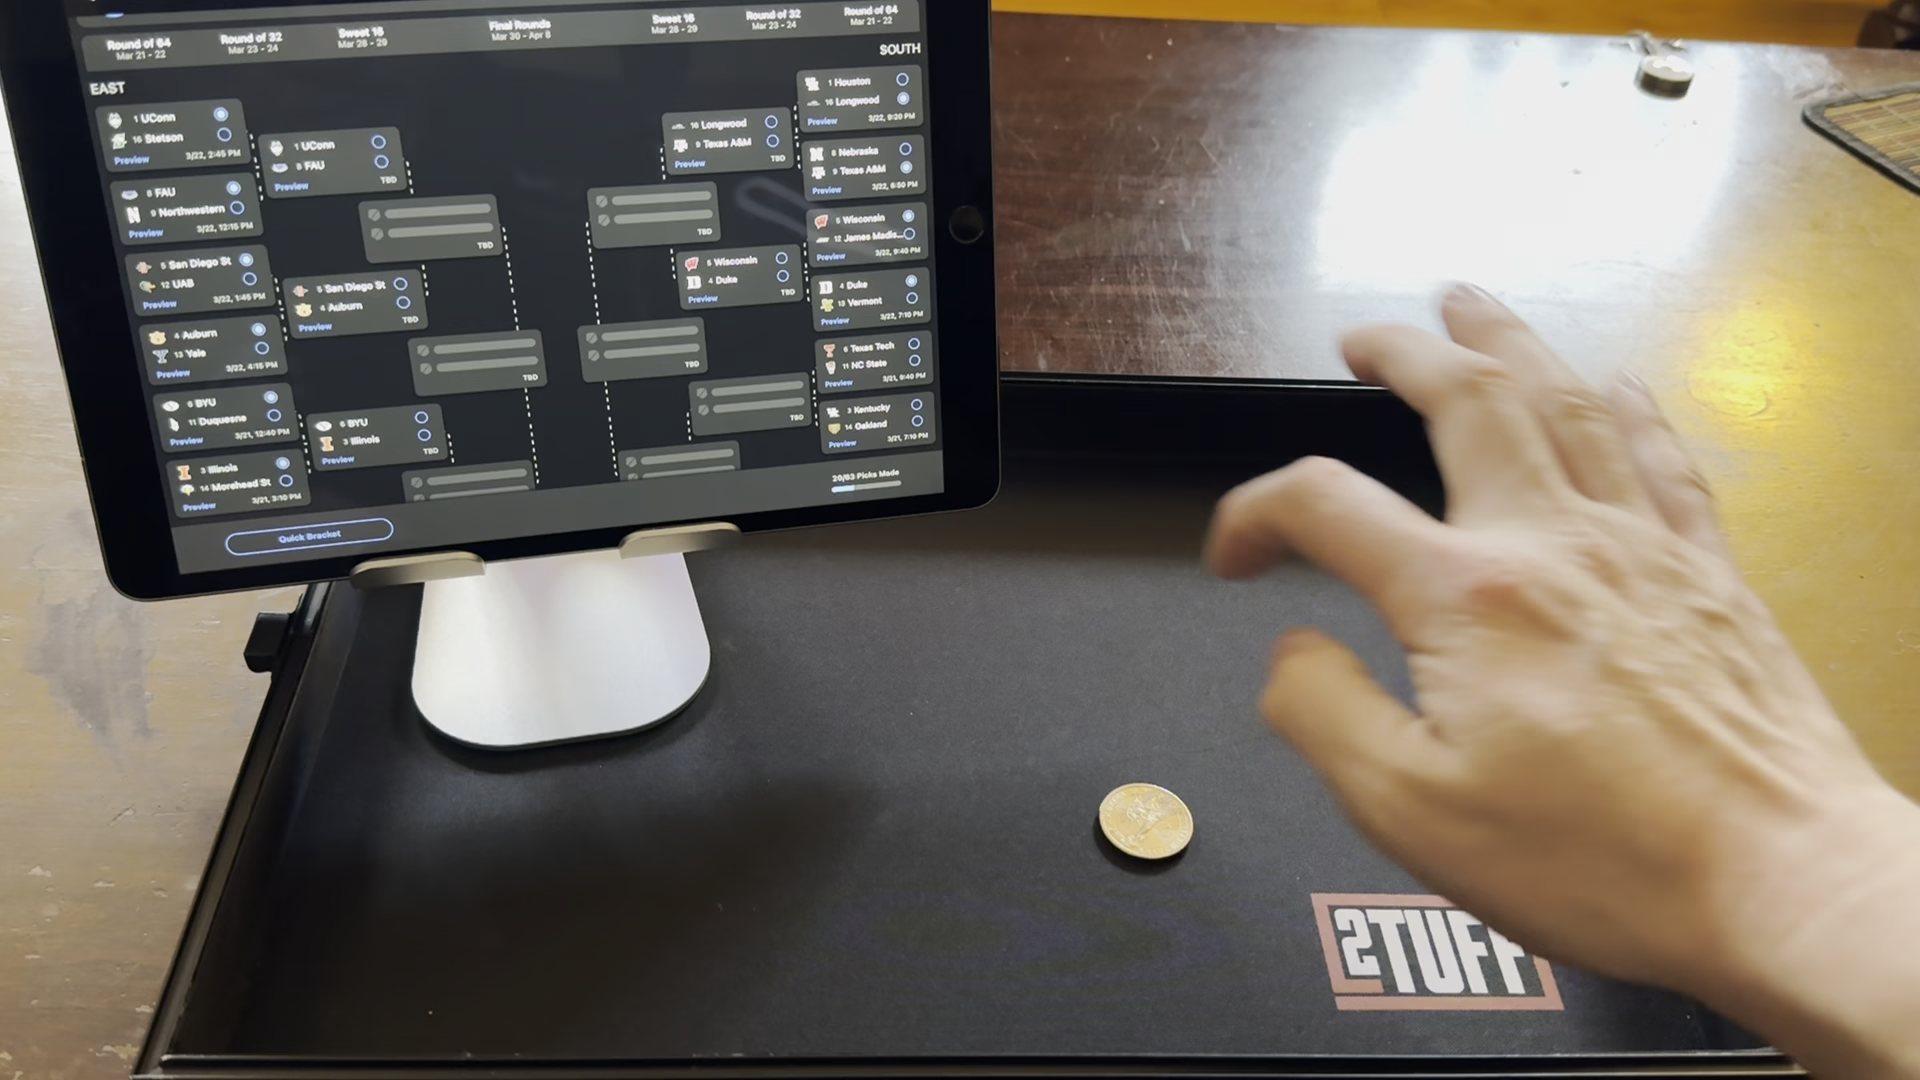 Round of 64
Mar 21 - 22
Round of 32
Mar 23 - 24
Sweet 16
Mar 28 - 29
Final Rounds
Mar 30 - Apr 8
Sweet 16
Mar 28 - 29
Round of 32
Mar 23 - 24
Round of 64
Mar 21 - 22
EAST
1 UConn
16 Stetson
Preview 3/22, 2:45 PM
8 FAU
9 Northwestern
Preview 3/22, 12:15 PM
5 San Diego St
12 UAB
Preview 3/22, 1:45 PM
4 Auburn
13 Yale
Preview 3/22, 4:15 PM
6 BYU
11 Duquesne
Preview 3/21, 12:40 PM
3 Illinois
14 Morehead St
Preview 3/21, 3:10 PM
1 UConn
8 FAU
Preview TBD
5 San Diego St
4 Auburn
Preview TBD
6 BYU
3 Illinois
Preview TBD
TBD
TBD
TBD
TBD
16 Longwood
9 Texas A&M
Preview TBD
5 Wisconsin
4 Duke
Preview TBD
TBD
SOUTH
1 Houston
16 Longwood
Preview 3/22, 9:20 PM
8 Nebraska
9 Texas A&M
Preview 3/22, 6:50 PM
5 Wisconsin
12 James Madis...
Preview 3/22, 9:40 PM
4 Duke
13 Vermont
Preview 3/22, 7:10 PM
6 Texas Tech
11 NC State
Preview 3/21, 9:40 PM
3 Kentucky
14 Oakland
Preview 3/21, 7:10 PM
20/63 Picks Made
Quick Bracket
2TUFF